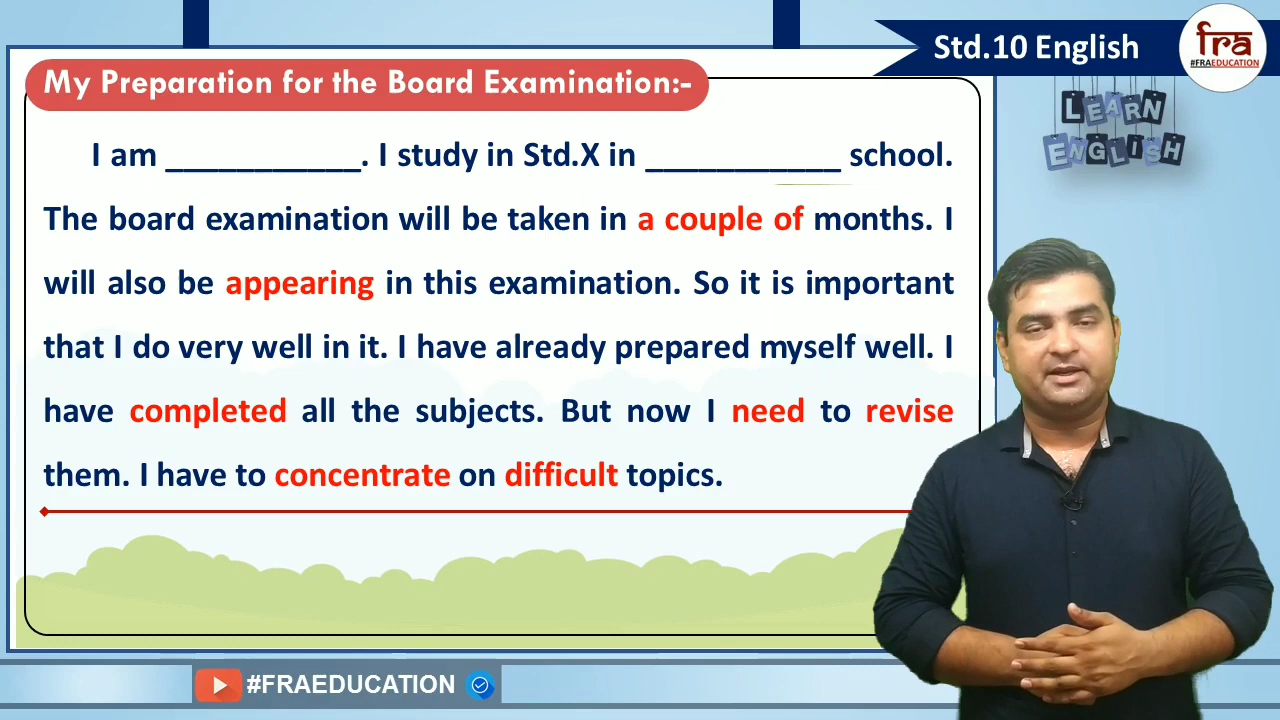 Std.10 English
fra
#FRAEDUCATION
LEARN
ENGLISH
My Preparation for the Board Examination:-
I am ___________. I study in Std.X in ___________ school.
The board examination will be taken in a couple of months. I
will also be appearing in this examination. So it is important
that I do very well in it. I have already prepared myself well. I
have completed all the subjects. But now I need to revise
them. I have to concentrate on difficult topics.
#FRAEDUCATION